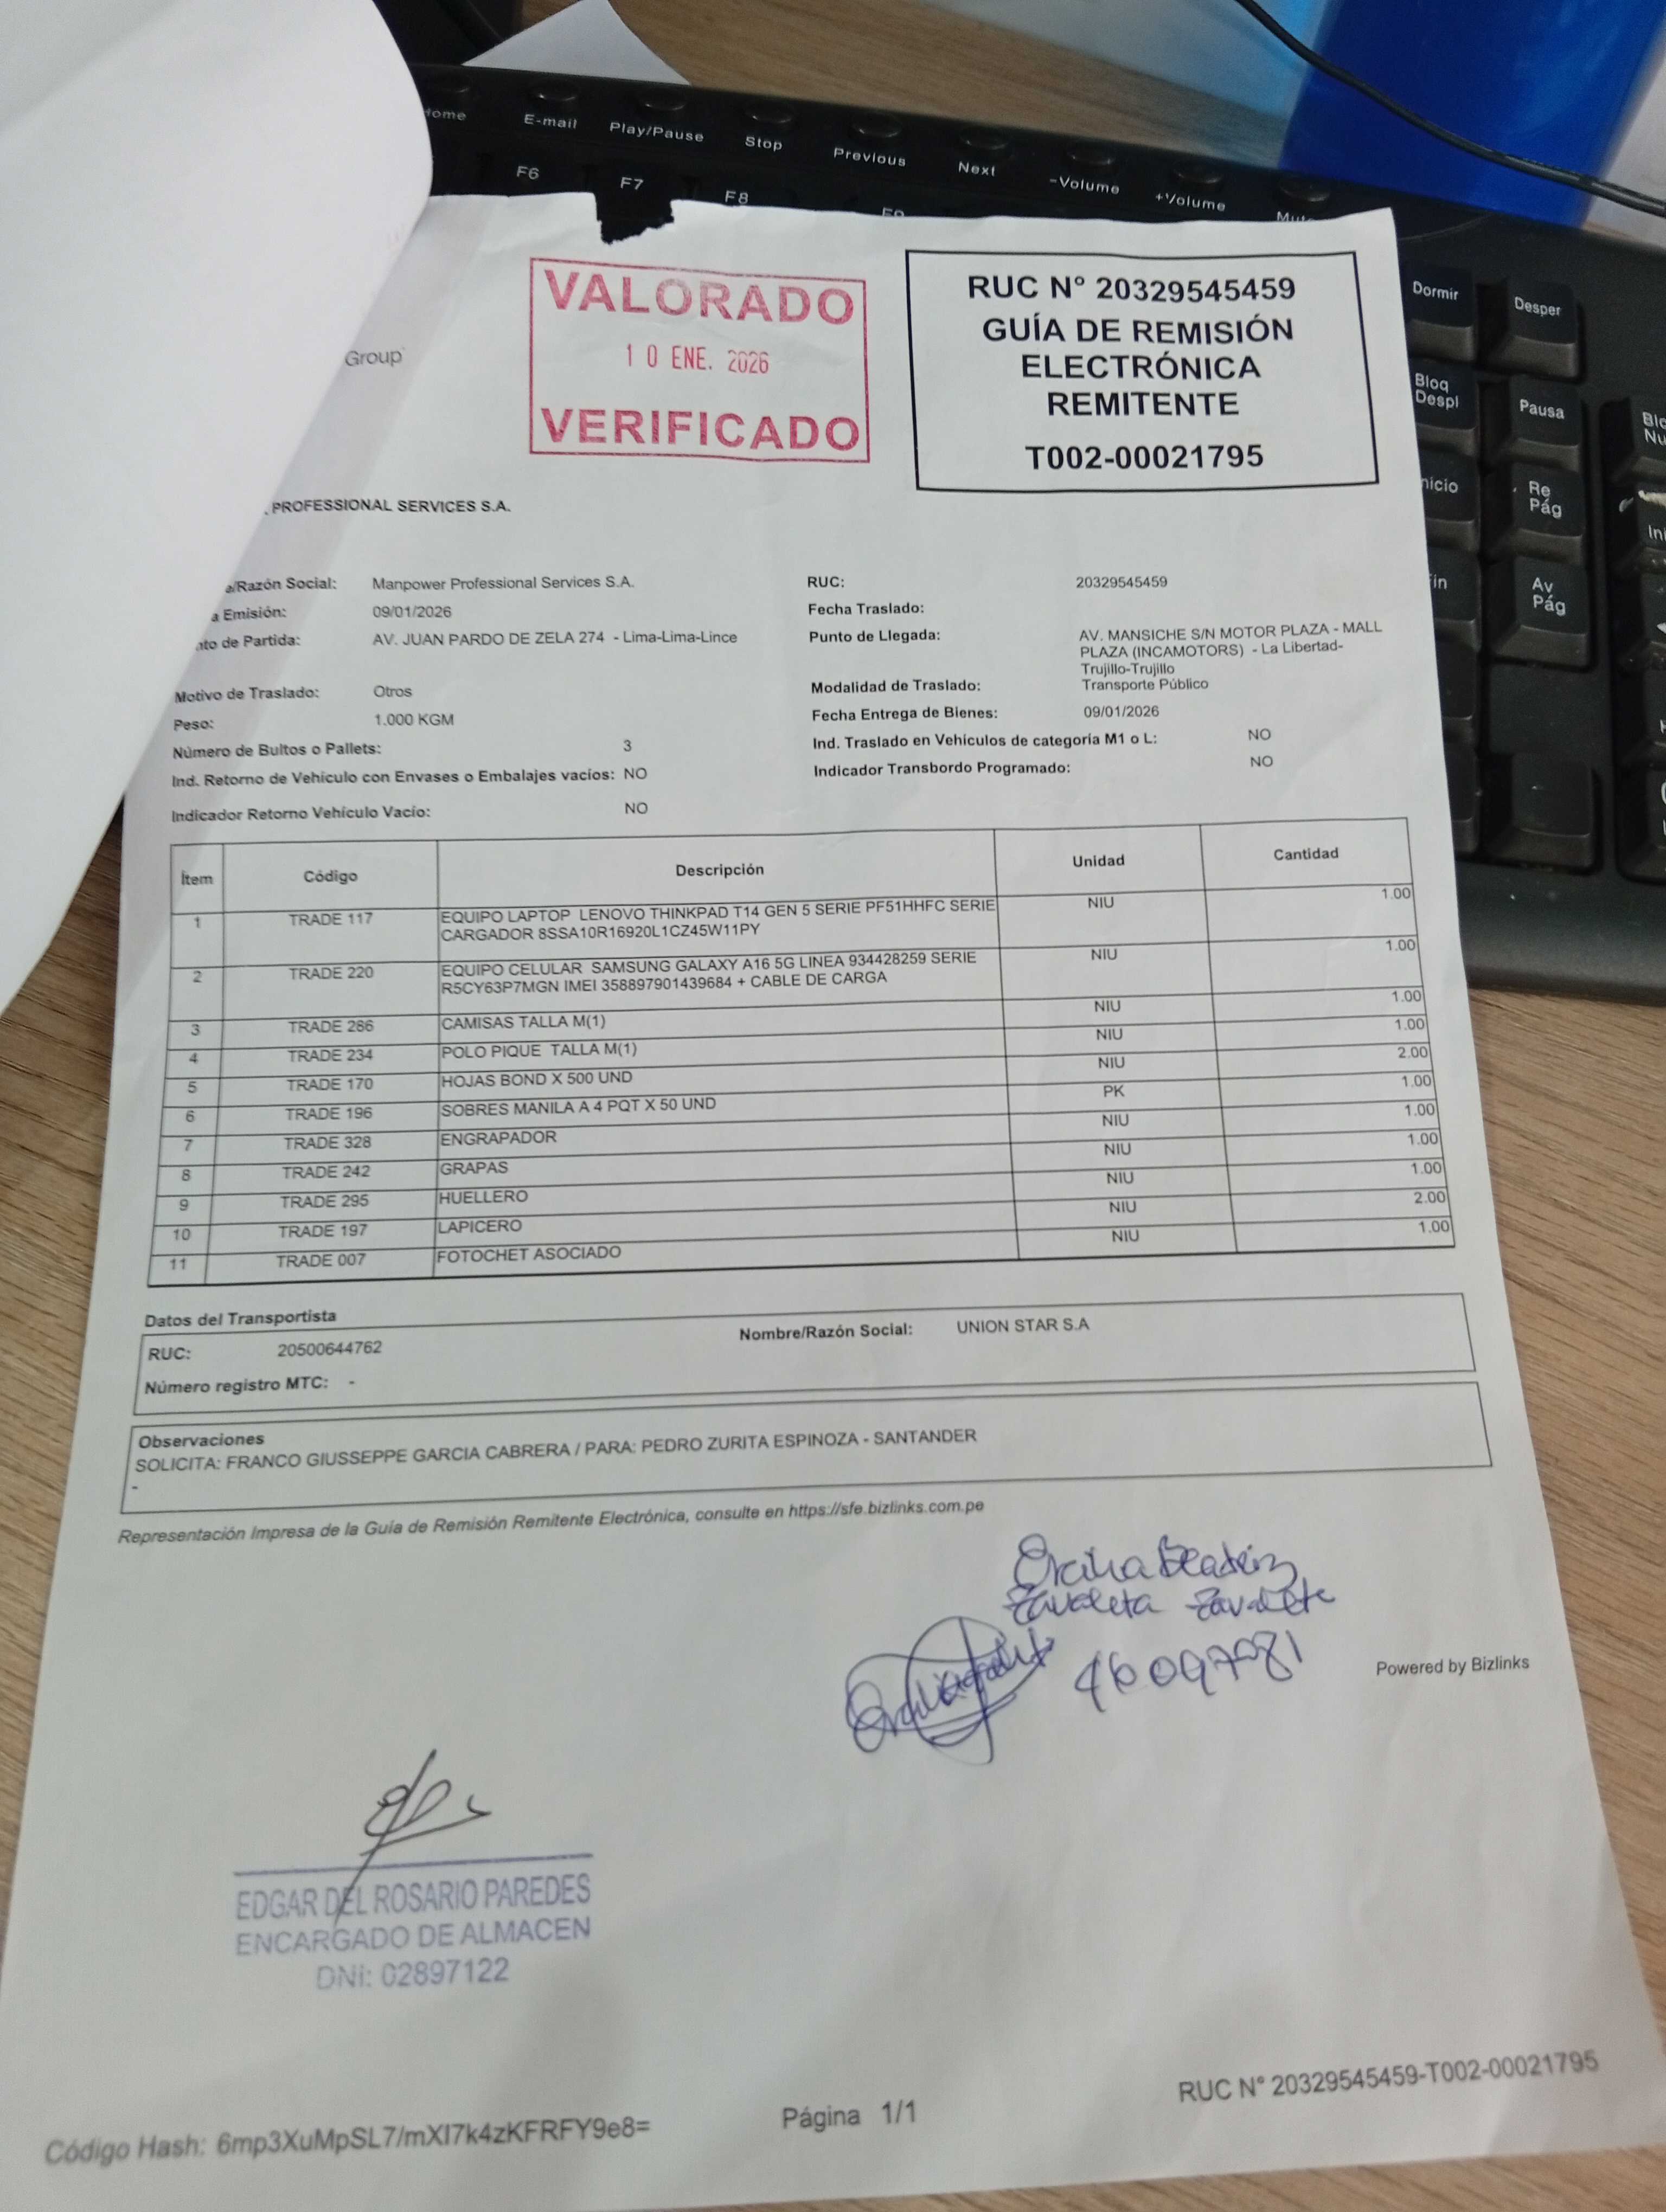 E-mail
Play/Pause
Stop
Previous
Next
-Volume
+Volume
F6
F7
F8
Dormir
Desper
Bloq
Despl
Pausa
Re
Pág
Av
Pág
Group
VALORADO
10 ENE. 2026
VERIFICADO
RUC N° 20329545459
GUÍA DE REMISIÓN
ELECTRÓNICA
REMITENTE
T002-00021795
PROFESSIONAL SERVICES S.A.
/Razón Social: Manpower Professional Services S.A.
RUC: 20329545459
Emisión: 09/01/2026
Fecha Traslado:
de Partida: AV. JUAN PARDO DE ZELA 274 - Lima-Lima-Lince
Punto de Llegada: AV. MANSICHE S/N MOTOR PLAZA - MALL
PLAZA (INCAMOTORS) - La Libertad-
Trujillo-Trujillo
Motivo de Traslado: Otros
Modalidad de Traslado: Transporte Público
Peso: 1.000 KGM
Fecha Entrega de Bienes: 09/01/2026
Número de Bultos o Pallets: 3
Ind. Traslado en Vehículos de categoría M1 o L: NO
Ind. Retorno de Vehículo con Envases o Embalajes vacíos: NO
Indicador Transbordo Programado: NO
Indicador Retorno Vehículo Vacío: NO
Ítem Código Descripción Unidad Cantidad
1 TRADE 117 EQUIPO LAPTOP LENOVO THINKPAD T14 GEN 5 SERIE PF51HHFC SERIE NIU 1.00
CARGADOR 8SSA10R16920L1CZ45W11PY
2 TRADE 220 EQUIPO CELULAR SAMSUNG GALAXY A16 5G LINEA 934428259 SERIE NIU 1.00
R5CY63P7MGN IMEI 358897901439684 + CABLE DE CARGA
3 TRADE 286 CAMISAS TALLA M(1) NIU 1.00
4 TRADE 234 POLO PIQUE TALLA M(1) NIU 1.00
5 TRADE 170 HOJAS BOND X 500 UND NIU 2.00
6 TRADE 196 SOBRES MANILA A 4 PQT X 50 UND PK 1.00
7 TRADE 328 ENGRAPADOR NIU 1.00
8 TRADE 242 GRAPAS NIU 1.00
9 TRADE 295 HUELLERO NIU 1.00
10 TRADE 197 LAPICERO NIU 2.00
11 TRADE 007 FOTOCHET ASOCIADO NIU 1.00
Datos del Transportista
RUC: 20500644762 Nombre/Razón Social: UNION STAR S.A
Número registro MTC: -
Observaciones
SOLICITA: FRANCO GIUSSEPPE GARCIA CABRERA / PARA: PEDRO ZURITA ESPINOZA - SANTANDER
-
Representación Impresa de la Guía de Remisión Remitente Electrónica, consulte en https://sfe.bizlinks.com.pe
Beatriz
Zavaleta Zavaleta
Powered by Bizlinks
EDGAR DEL ROSARIO PAREDES
ENCARGADO DE ALMACEN
DNI: 02897122
RUC N° 20329545459-T002-00021795
Página 1/1
Código Hash: 6mp3XuMpSL7/mXI7k4zKFRFY9e8=